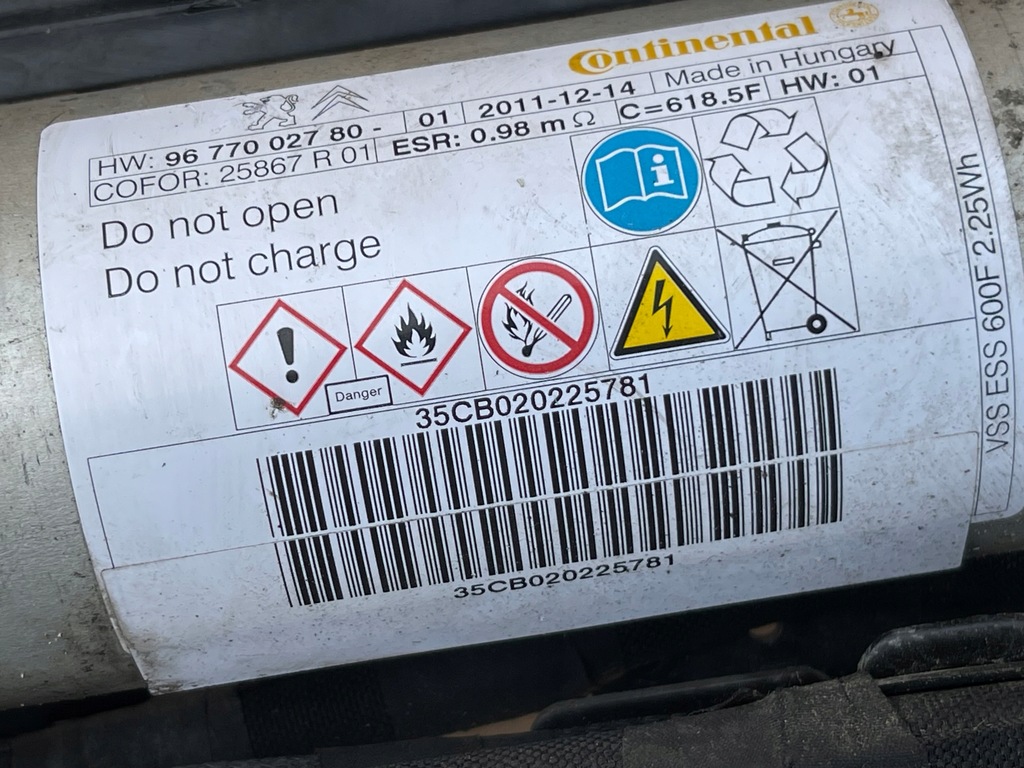 Continental
HW: 96 770 027 80 - 01 2011-12-14 Made in Hungary
COFOR: 25867 R 01 ESR: 0.98 m Ω C=618.5F HW: 01
Do not open
Do not charge
i
Danger
35CB020225781
35CB020225781
VSS ESS 600F 2.25Wh